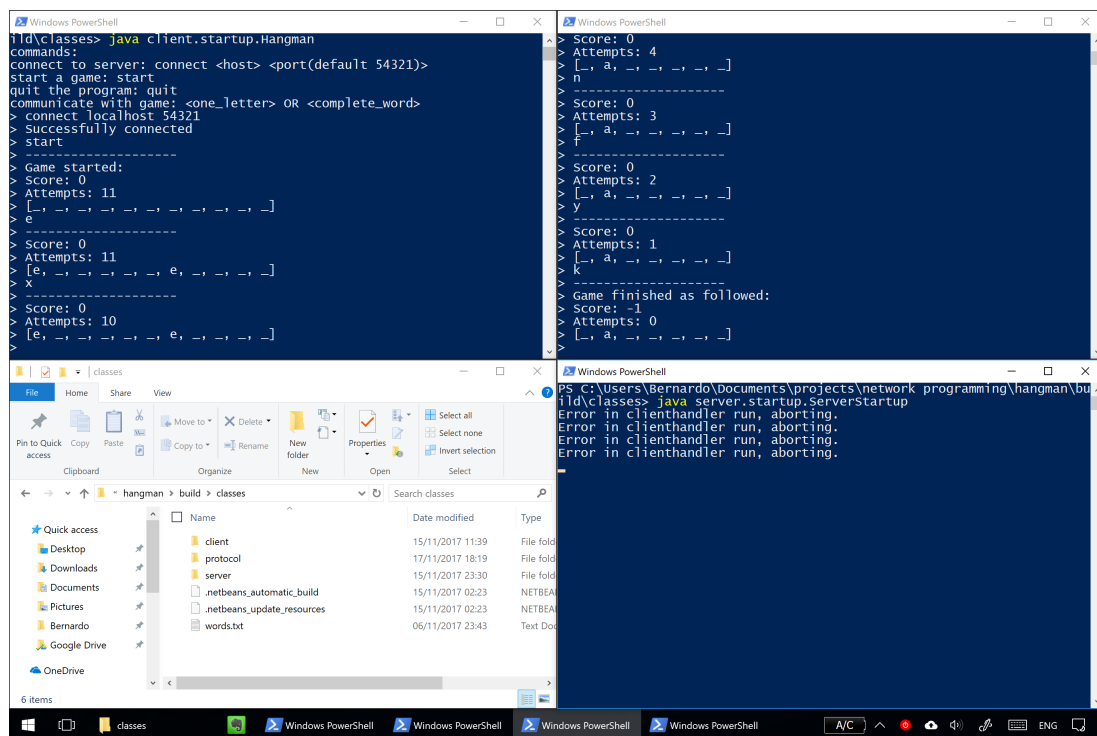 Windows PowerShell
ild\classes> java client.startup.Hangman
commands:
connect to server: connect <host> <port(default 54321)>
start a game: start
quit the program: quit
communicate with game: <one_letter> OR <complete_word>
> connect localhost 54321
> Successfully connected
> start
> --------------------
> Game started:
> Score: 0
> Attempts: 11
> [_, _, _, _, _, _, _, _, _, _, _]
> e
> --------------------
> Score: 0
> Attempts: 11
> [e, _, _, _, _, _, e, _, _, _, _]
> x
> --------------------
> Score: 0
> Attempts: 10
> [e, _, _, _, _, _, e, _, _, _, _]
>
Windows PowerShell
> Score: 0
> Attempts: 4
> [_, a, _, _, _, _, _]
> n
> --------------------
> Score: 0
> Attempts: 3
> [_, a, _, _, _, _, _]
> f
> --------------------
> Score: 0
> Attempts: 2
> [_, a, _, _, _, _, _]
> y
> --------------------
> Score: 0
> Attempts: 1
> [_, a, _, _, _, _, _]
> k
> --------------------
> Game finished as followed:
> Score: -1
> Attempts: 0
> [_, a, _, _, _, _, _]
>
classes
File Home Share View
Pin to Quick access
Copy
Paste
Clipboard
Move to
Copy to
Delete
Rename
Organize
New folder
New
Properties
Open
Select all
Select none
Invert selection
Select
« hangman > build > classes
Search classes
Quick access
Desktop
Downloads
Documents
Pictures
Bernardo
Google Drive
OneDrive
Name Date modified Type
client 15/11/2017 11:39 File fold
protocol 17/11/2017 18:19 File fold
server 15/11/2017 23:30 File fold
.netbeans_automatic_build 15/11/2017 02:23 NETBEA
.netbeans_update_resources 15/11/2017 02:23 NETBEA
words.txt 06/11/2017 23:43 Text Doc
6 items
Windows PowerShell
PS C:\Users\Bernardo\Documents\projects\network programming\hangman\bu
ild\classes> java server.startup.ServerStartup
Error in clienthandler run, aborting.
Error in clienthandler run, aborting.
Error in clienthandler run, aborting.
Error in clienthandler run, aborting.
classes Windows PowerShell Windows PowerShell Windows PowerShell Windows PowerShell A/C ENG